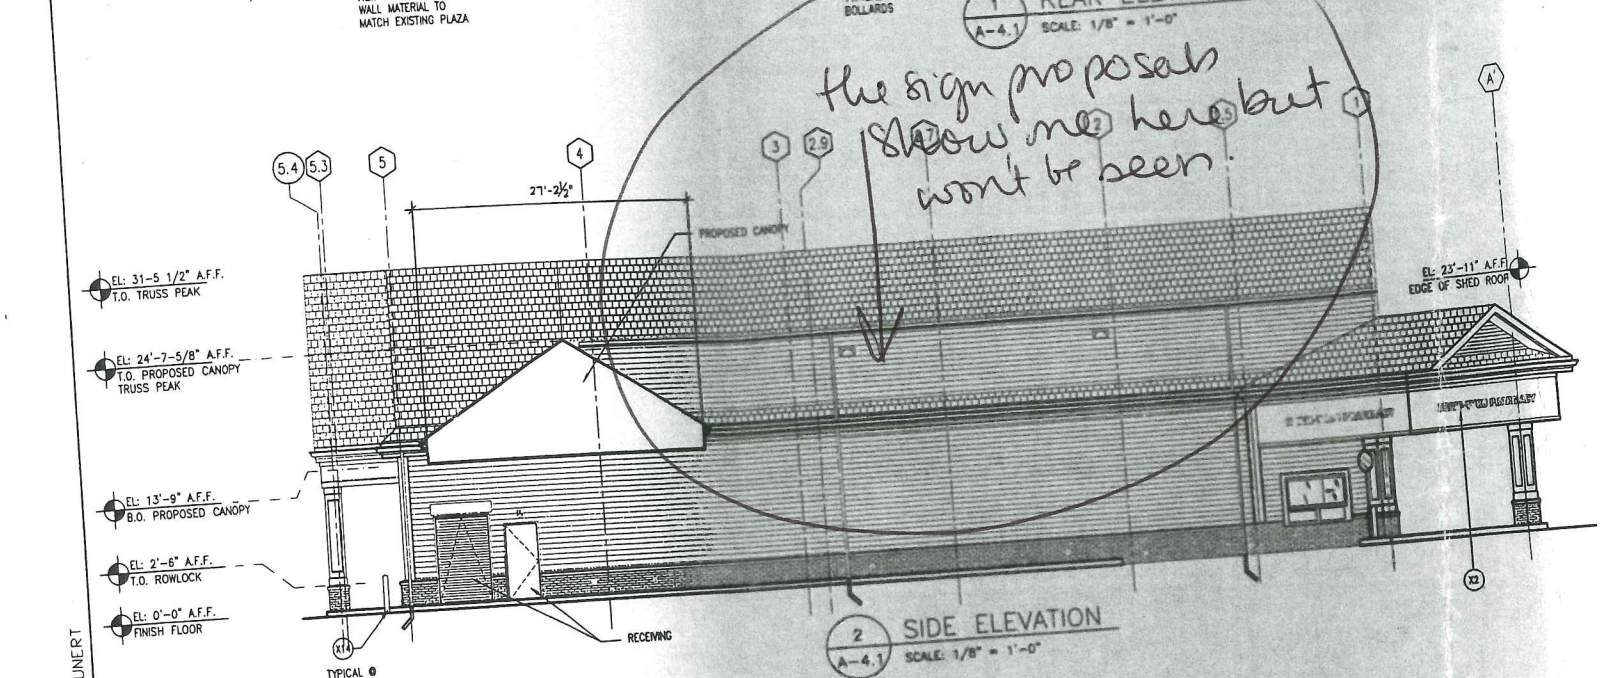 WALL MATERIAL TO
MATCH EXISTING PLAZA
BOLLARDS
1
A-4.1
SCALE: 1/8" = 1'-0"
the sign proposals
show me here but
won't be seen.
A'
5.4
5.3
5
4
3
2.9
2
1
27'-2½"
PROPOSED CANOPY
EL: 31-5 1/2" A.F.F.
T.O. TRUSS PEAK
EL: 23'-11" A.F.F
EDGE OF SHED ROOF
EL: 24'-7-5/8" A.F.F.
T.O. PROPOSED CANOPY
TRUSS PEAK
EL: 13'-9" A.F.F.
B.O. PROPOSED CANOPY
EL: 2'-6" A.F.F.
T.O. ROWLOCK
EL: 0'-0" A.F.F.
FINISH FLOOR
X2
X14
RECEIVING
TYPICAL @
2
A-4.1
SIDE ELEVATION
SCALE: 1/8" = 1'-0"
UNERT